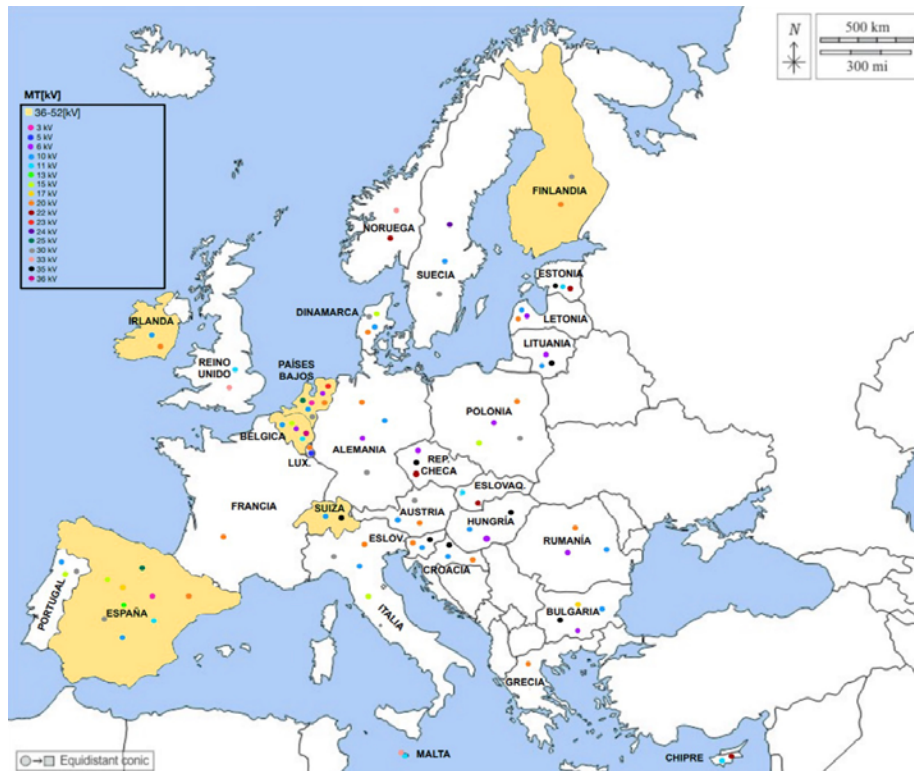 N
500 km
300 mi
MT[kV]
36-52[kV]
3 kV
5 kV
6 kV
10 kV
11 kV
13 kV
15 kV
17 kV
20 kV
22 kV
23 kV
24 kV
25 kV
30 kV
33 kV
35 kV
36 kV
FINLANDIA
NORUEGA
SUECIA
ESTONIA
LETONIA
LITUANIA
DINAMARCA
IRLANDA
REINO
UNIDO
PAÍSES
BAJOS
BÉLGICA
LUX.
ALEMANIA
POLONIA
REP.
CHECA
ESLOVAQ.
FRANCIA
SUIZA
AUSTRIA
HUNGRÍA
ESLOV.
CROACIA
RUMANÍA
BULGARIA
PORTUGAL
ESPAÑA
ITALIA
GRECIA
MALTA
CHIPRE
Equidistant conic